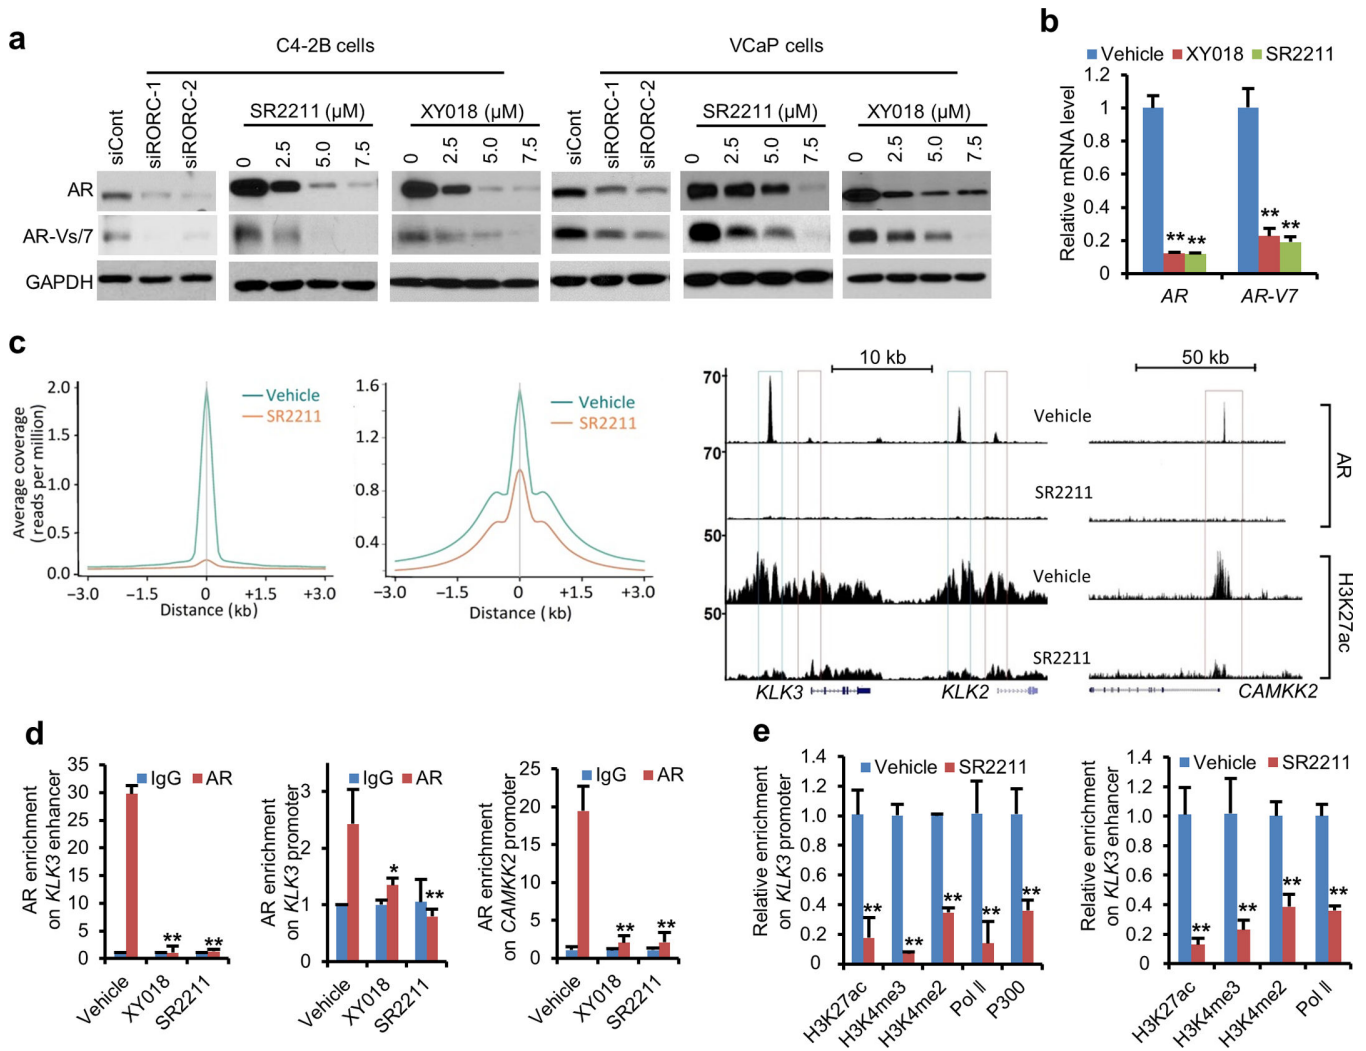 a
C4-2B cells
VCaP cells
siCont
siRORC-1
siRORC-2
SR2211 (µM)
0 2.5 5.0 7.5
XY018 (µM)
0 2.5 5.0 7.5
siCont
siRORC-1
siRORC-2
SR2211 (µM)
0 2.5 5.0 7.5
XY018 (µM)
0 2.5 5.0 7.5
AR
AR-Vs/7
GAPDH
b
Vehicle XY018 SR2211
Relative mRNA level
1.2
1
0.8
0.6
0.4
0.2
0
** **
** **
AR AR-V7
c
Average coverage
(reads per million)
2.0
1.5
1.0
0.5
0.0
Vehicle
SR2211
−3.0 −1.5 0 +1.5 +3.0
Distance (kb)
1.6
1.2
0.8
0.4
Vehicle
SR2211
−3.0 −1.5 0 +1.5 +3.0
Distance (kb)
10 kb
50 kb
70
Vehicle
70
SR2211
AR
50
Vehicle
50
SR2211
H3K27ac
KLK3 KLK2 CAMKK2
d
AR enrichment
on KLK3 enhancer
35
30
25
20
15
10
5
0
IgG AR
** **
Vehicle
XY018
SR2211
AR enrichment
on KLK3 promoter
3
2
1
0
IgG AR
*
**
Vehicle
XY018
SR2211
AR enrichment
on CAMKK2 promoter
25
20
15
10
5
0
IgG AR
** **
Vehicle
XY018
SR2211
e
Relative enrichment
on KLK3 promoter
1.4
1.2
1.0
0.8
0.6
0.4
0.2
0
Vehicle SR2211
** ** ** ** **
H3K27ac
H3K4me3
H3K4me2
Pol II
P300
Relative enrichment
on KLK3 enhancer
1.4
1.2
1.0
0.8
0.6
0.4
0.2
0
Vehicle SR2211
** ** ** **
H3K27ac
H3K4me3
H3K4me2
Pol II